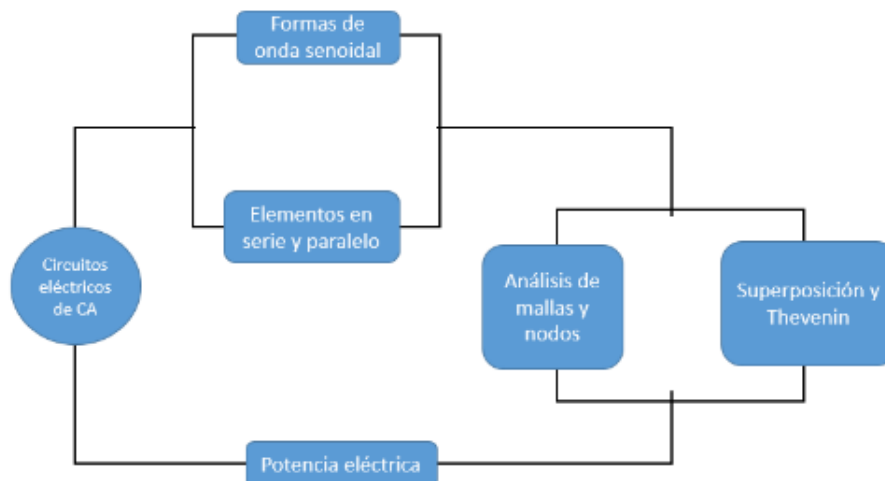 Formas de
onda senoidal
Elementos en
serie y paralelo
Circuitos
eléctricos
de CA
Análisis de
mallas y
nodos
Superposición y
Thevenin
Potencia eléctrica